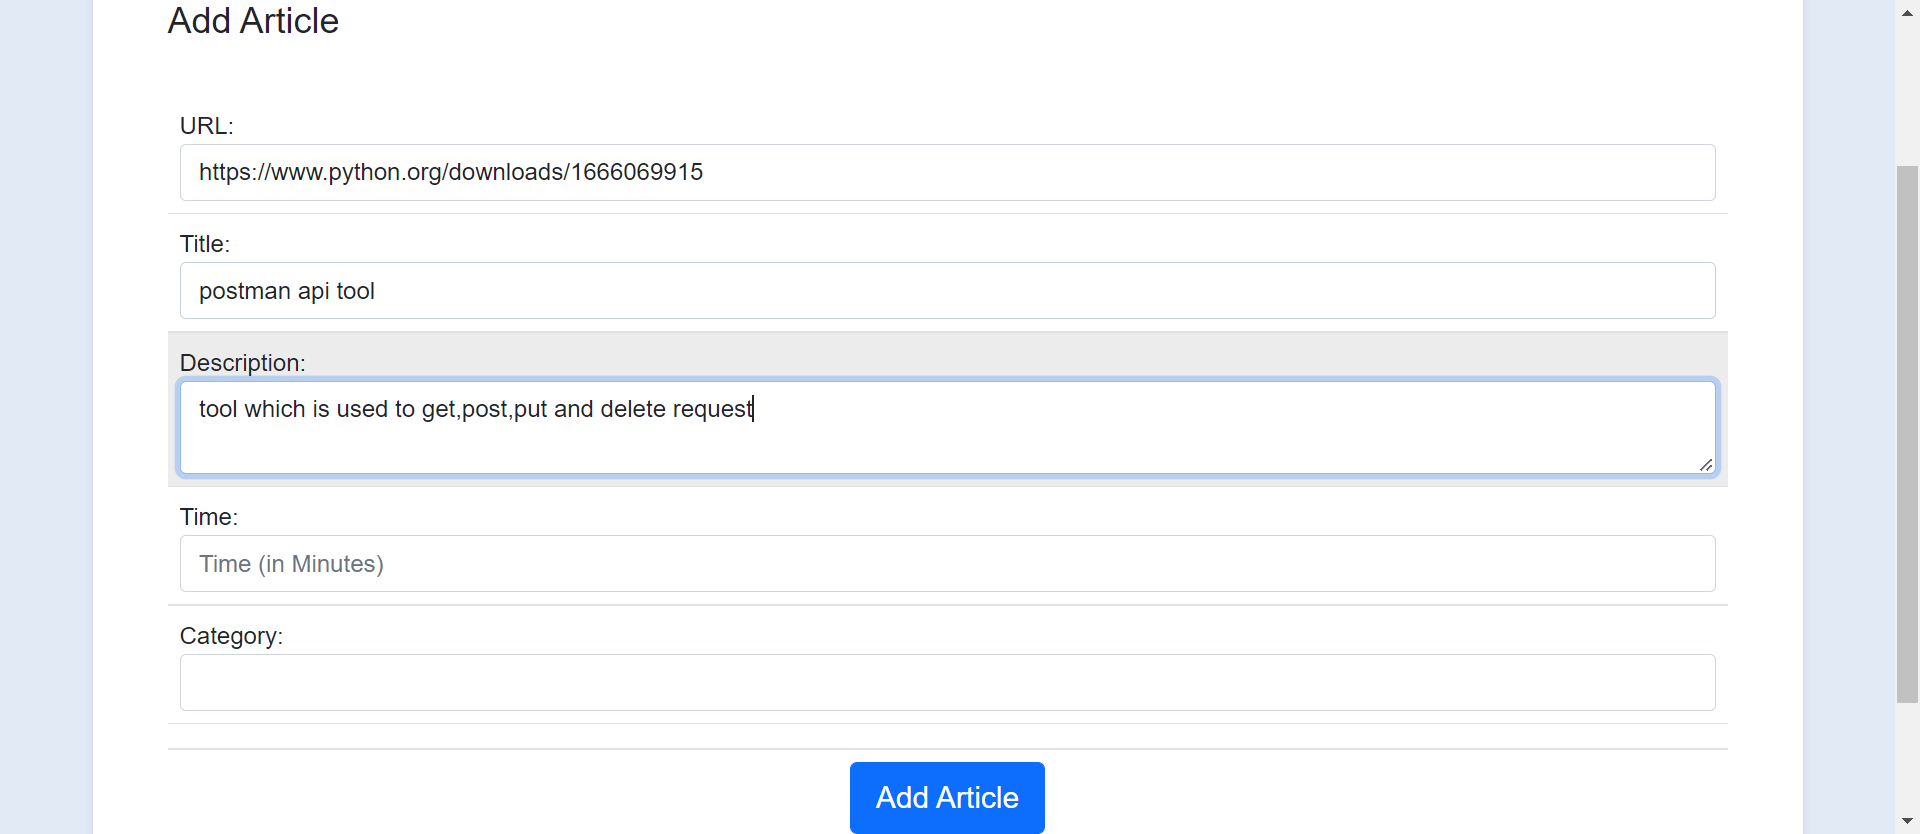 Add Article
URL:
https://www.python.org/downloads/1666069915
Title:
postman api tool
Description:
tool which is used to get,post,put and delete request
Time:
Time (in Minutes)
Category:
Add Article